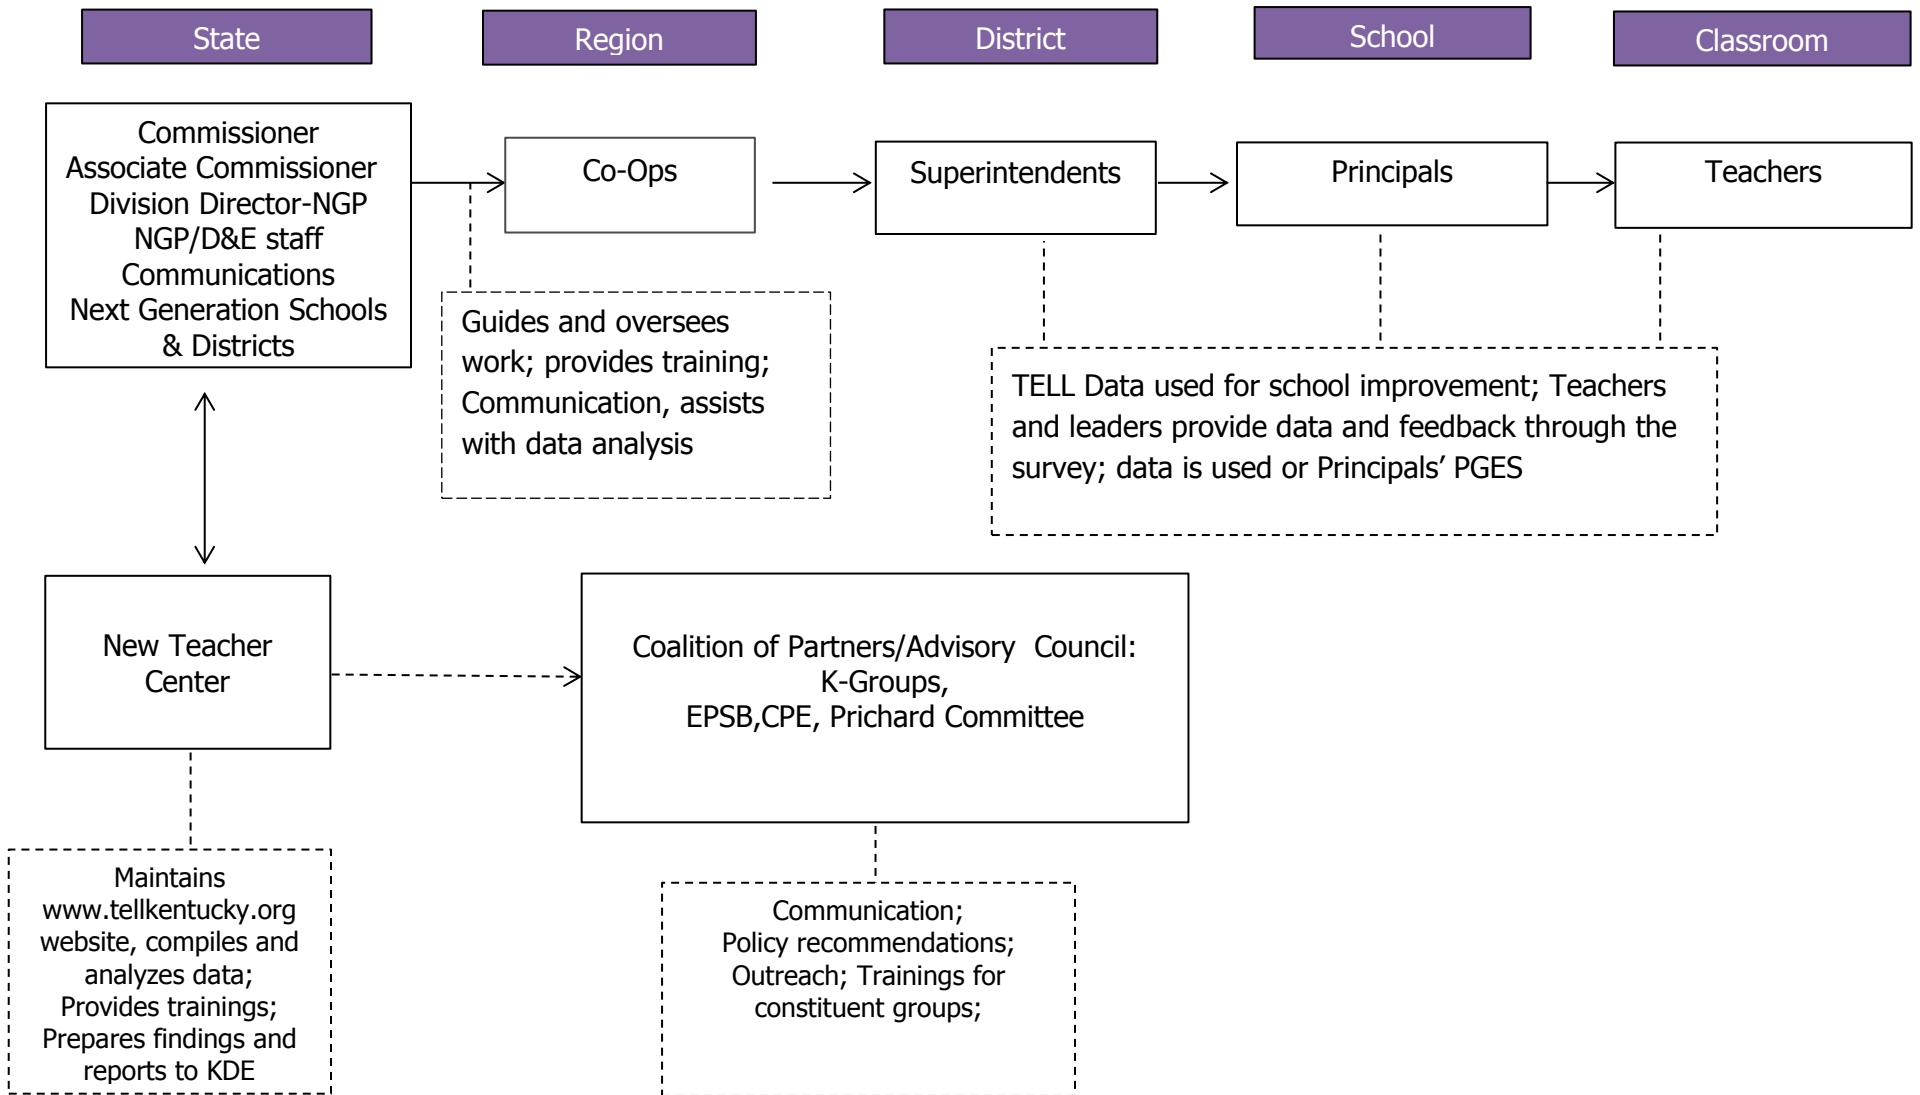 State
Region
District
School
Classroom
Commissioner
Associate Commissioner
Division Director-NGP
NGP/D&E staff
Communications
Next Generation Schools
& Districts
Co-Ops
Superintendents
Principals
Teachers
Guides and oversees
work; provides training;
Communication, assists
with data analysis
TELL Data used for school improvement; Teachers
and leaders provide data and feedback through the
survey; data is used or Principals’ PGES
New Teacher
Center
Coalition of Partners/Advisory Council:
K-Groups,
EPSB,CPE, Prichard Committee
Maintains
www.tellkentucky.org
website, compiles and
analyzes data;
Provides trainings;
Prepares findings and
reports to KDE
Communication;
Policy recommendations;
Outreach; Trainings for
constituent groups;